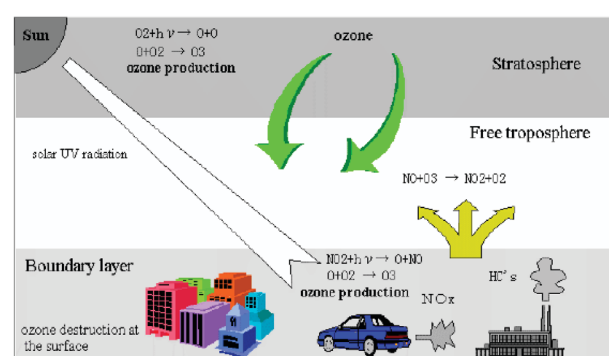 Sun
O2+h ν → O+O
O+O2 → O3
ozone production
ozone
Stratosphere
Free troposphere
solar UV radiation
NO+O3 → NO2+O2
NO2+h ν → O+NO
O+O2 → O3
ozone production
Boundary layer
HC's
NOx
ozone destruction at
the surface